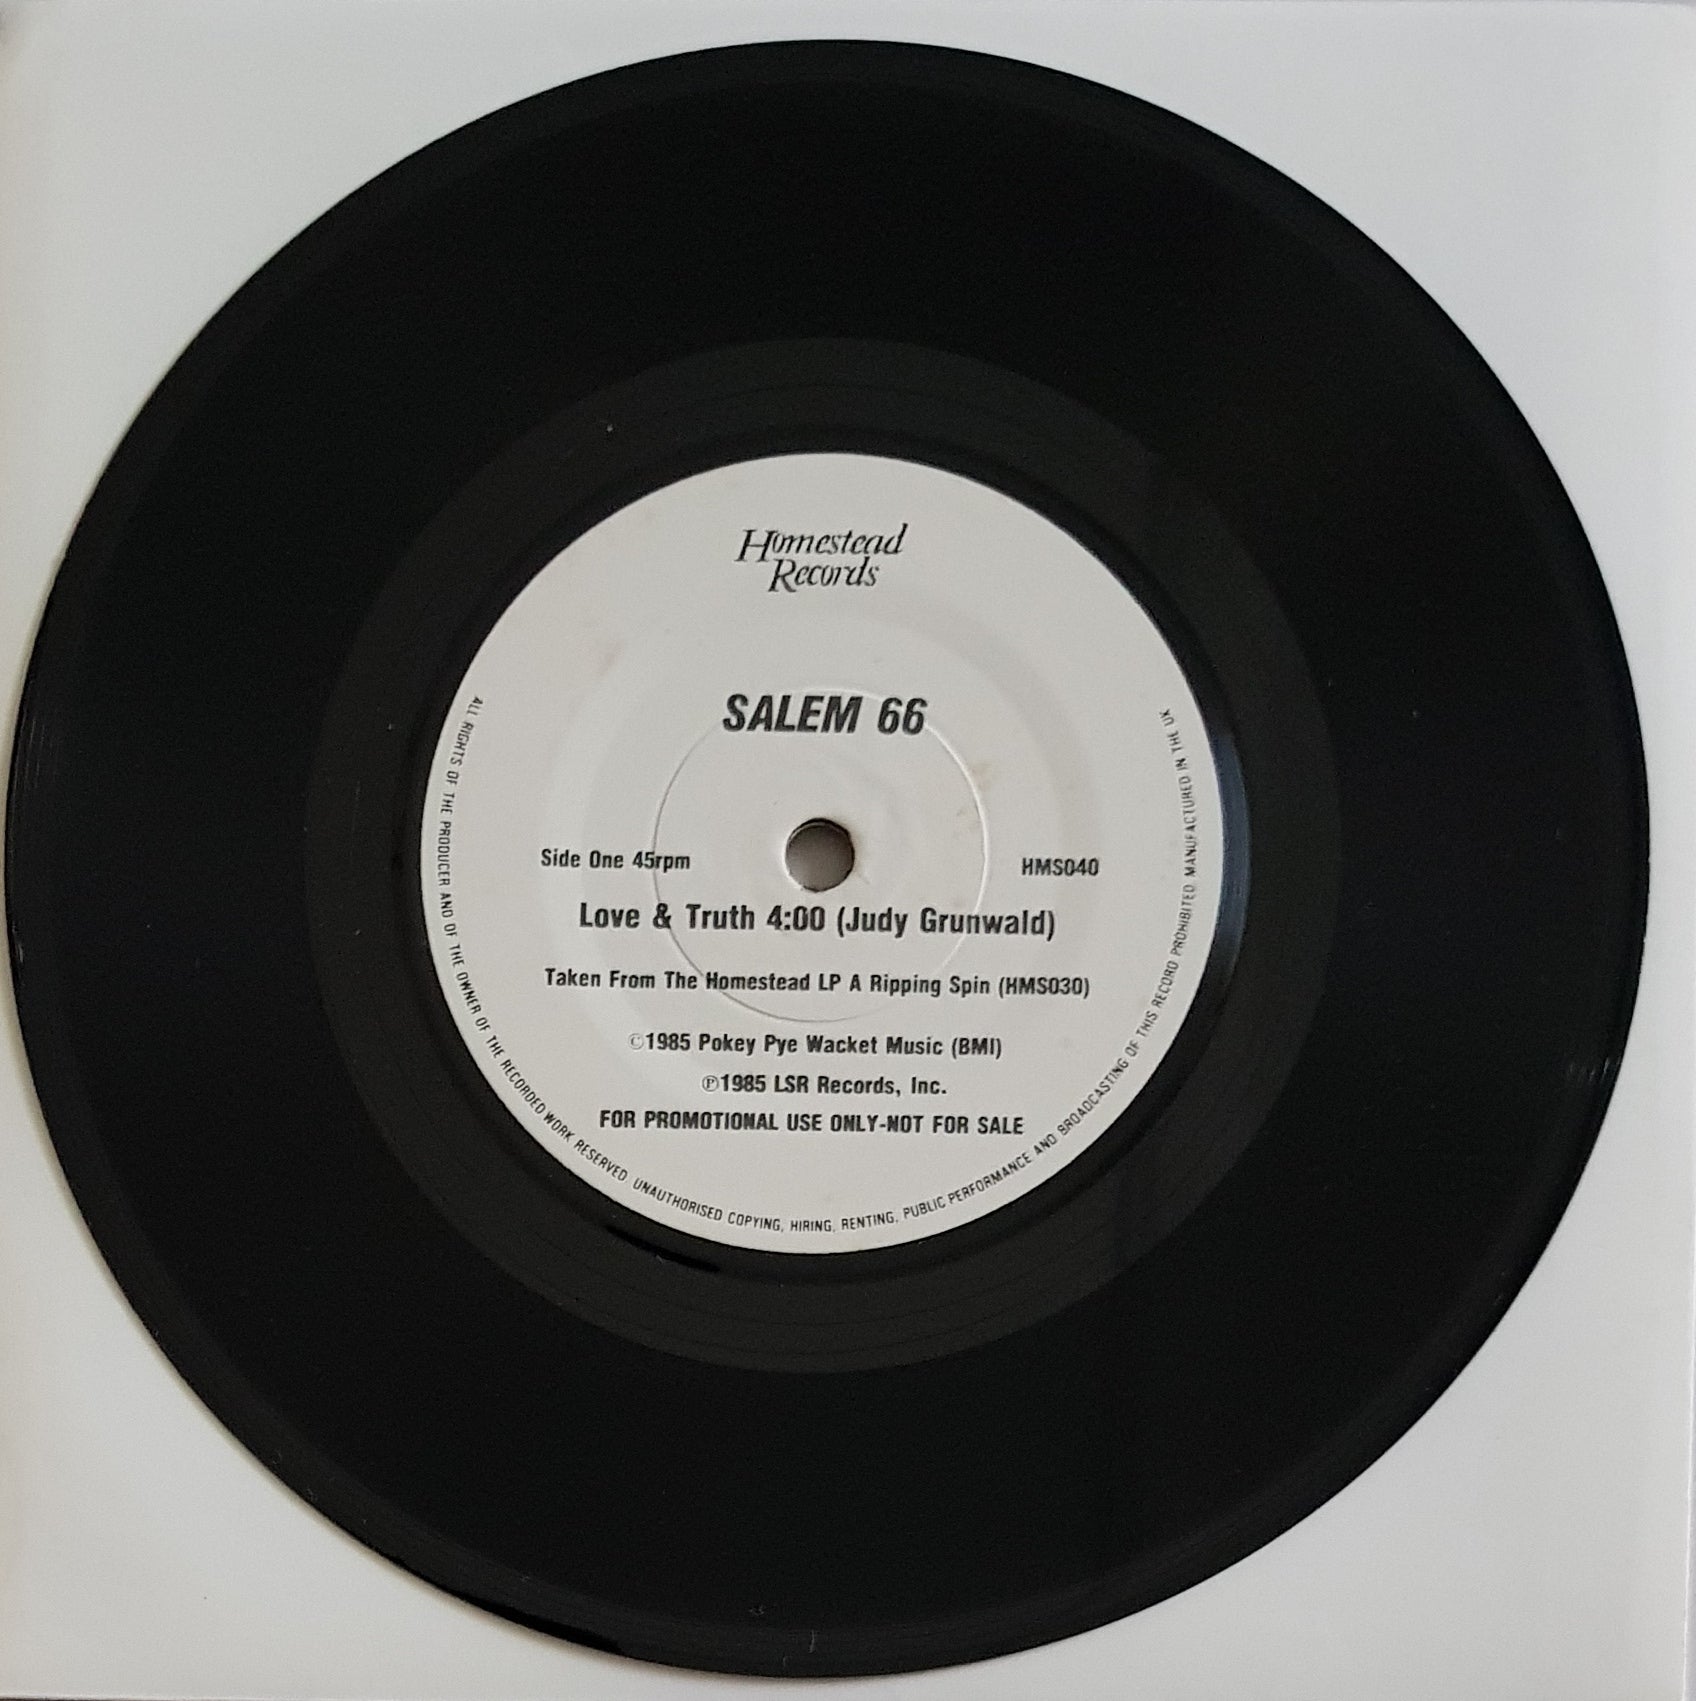 Homestead
Records
SALEM 66
Side One 45rpm
HMS040
Love & Truth 4:00 (Judy Grunwald)
Taken From The Homestead LP A Ripping Spin (HMS030)
©1985 Pokey Pye Wacket Music (BMI)
℗1985 LSR Records, Inc.
FOR PROMOTIONAL USE ONLY-NOT FOR SALE
ALL RIGHTS OF THE PRODUCER AND OF THE OWNER OF THE RECORDED WORK RESERVED. UNAUTHORISED COPYING, HIRING, RENTING, PUBLIC PERFORMANCE AND BROADCASTING OF THIS RECORD PROHIBITED MANUFACTURED IN THE UK